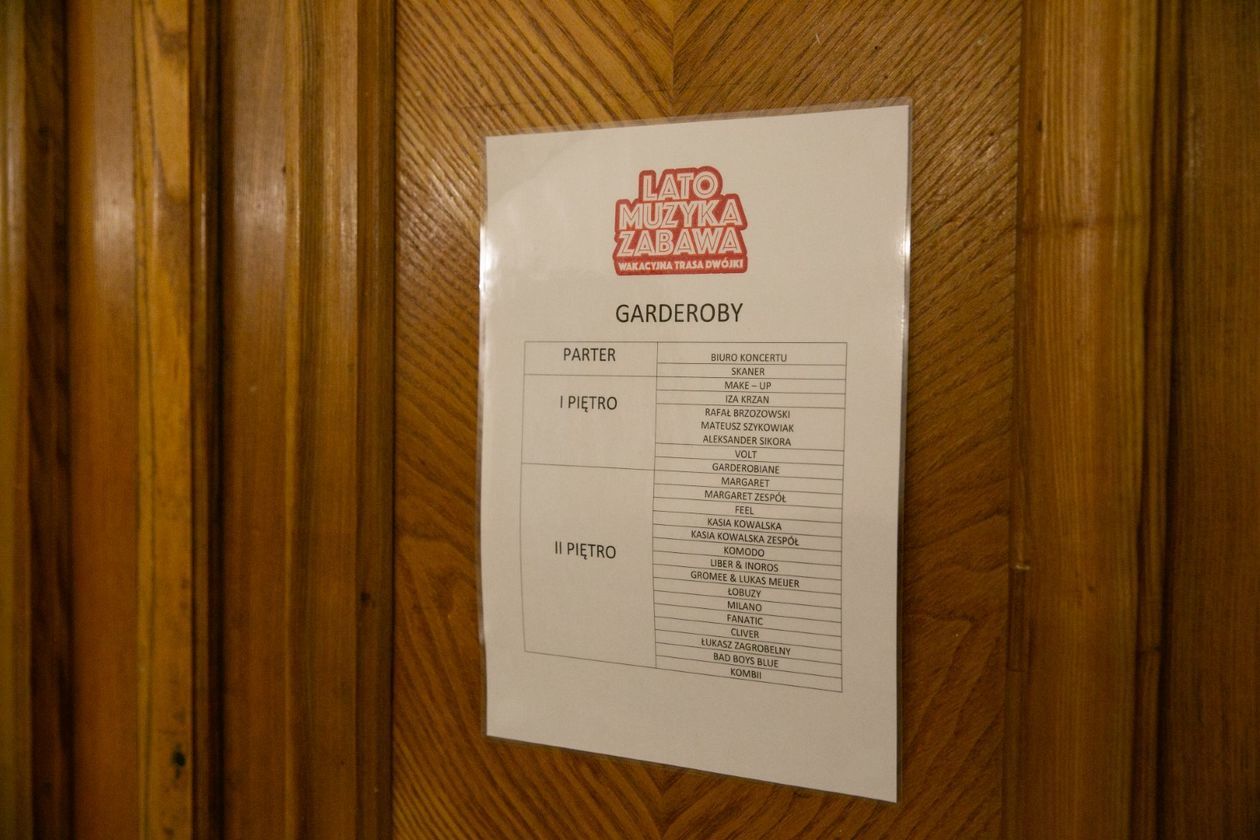 LATO
MUZYKA
ZABAWA
WAKACYJNA TRASA DWÓJKI
GARDEROBY
PARTER
BIURO KONCERTU
SKANER
I PIĘTRO
MAKE – UP
IZA KRZAN
RAFAŁ BRZOZOWSKI
MATEUSZ SZYKOWIAK
ALEKSANDER SIKORA
VOLT
GARDEROBIANE
II PIĘTRO
MARGARET
MARGARET ZESPÓŁ
FEEL
KASIA KOWALSKA
KASIA KOWALSKA ZESPÓŁ
KOMODO
LIBER & INOROS
GROMEE & LUKAS MEIJER
ŁOBUZY
MILANO
FANATIC
CLIVER
ŁUKASZ ZAGROBELNY
BAD BOYS BLUE
KOMBII